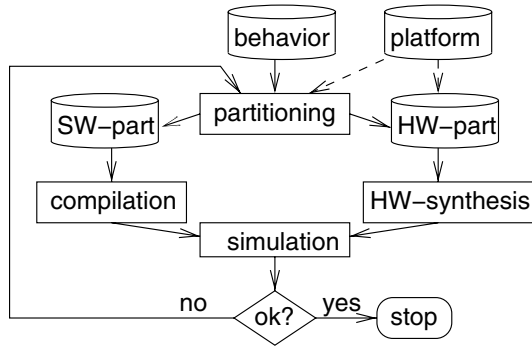 behavior
platform
partitioning
SW−part
HW−part
compilation
HW−synthesis
simulation
no
ok?
yes
stop